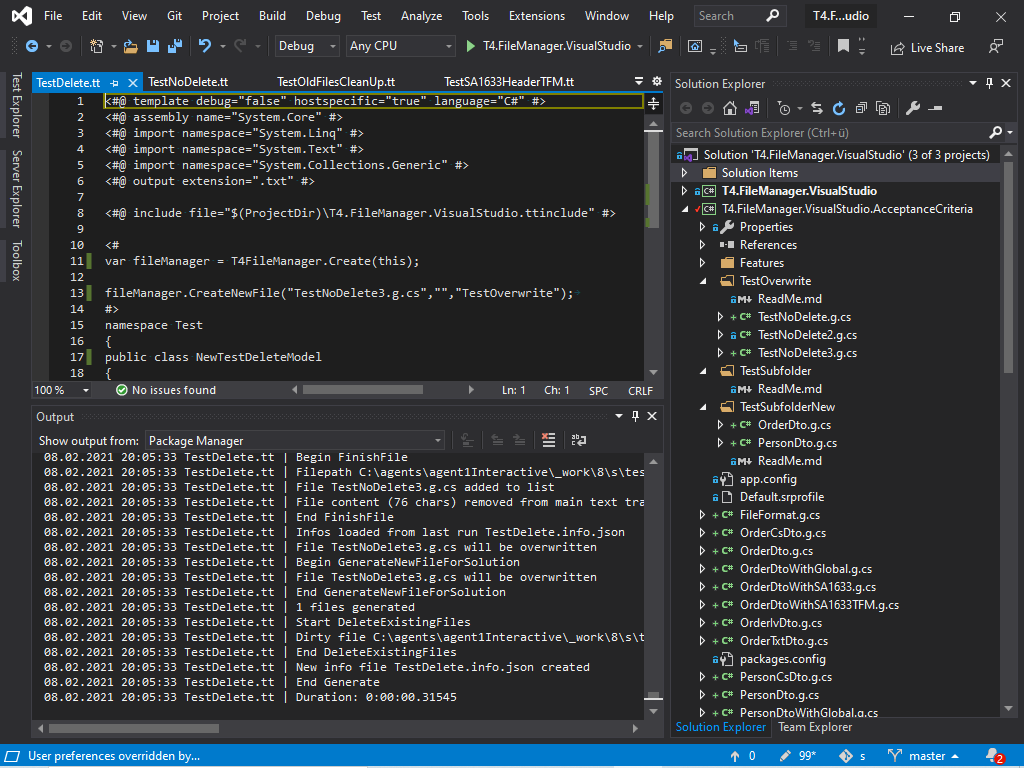 File Edit View Git Project Build Debug Test Analyze Tools Extensions Window Help Search T4.F...udio
Debug Any CPU T4.FileManager.VisualStudio Live Share
Test Explorer
Server Explorer
Toolbox
TestDelete.tt TestNoDelete.tt TestOldFilesCleanUp.tt TestSA1633HeaderTFM.tt
1 <#@ template debug="false" hostspecific="true" language="C#" #>
2 <#@ assembly name="System.Core" #>
3 <#@ import namespace="System.Linq" #>
4 <#@ import namespace="System.Text" #>
5 <#@ import namespace="System.Collections.Generic" #>
6 <#@ output extension=".txt" #>
7
8 <#@ include file="$(ProjectDir)\T4.FileManager.VisualStudio.ttinclude" #>
9
10 <#
11 var fileManager = T4FileManager.Create(this);
12
13 fileManager.CreateNewFile("TestNoDelete3.g.cs","","TestOverwrite");
14 #>
15 namespace Test
16 {
17 public class NewTestDeleteModel
18 {
100 % No issues found Ln: 1 Ch: 1 SPC CRLF
Output
Show output from: Package Manager
08.02.2021 20:05:33 TestDelete.tt | Begin FinishFile
08.02.2021 20:05:33 TestDelete.tt | Filepath C:\agents\agent1Interactive\_work\8\s\tes
08.02.2021 20:05:33 TestDelete.tt | File TestNoDelete3.g.cs added to list
08.02.2021 20:05:33 TestDelete.tt | File content (76 chars) removed from main text tra
08.02.2021 20:05:33 TestDelete.tt | End FinishFile
08.02.2021 20:05:33 TestDelete.tt | Infos loaded from last run TestDelete.info.json
08.02.2021 20:05:33 TestDelete.tt | File TestNoDelete3.g.cs will be overwritten
08.02.2021 20:05:33 TestDelete.tt | Begin GenerateNewFileForSolution
08.02.2021 20:05:33 TestDelete.tt | File TestNoDelete3.g.cs will be overwritten
08.02.2021 20:05:33 TestDelete.tt | End GenerateNewFileForSolution
08.02.2021 20:05:33 TestDelete.tt | 1 files generated
08.02.2021 20:05:33 TestDelete.tt | Start DeleteExistingFiles
08.02.2021 20:05:33 TestDelete.tt | Dirty file C:\agents\agent1Interactive\_work\8\s\t
08.02.2021 20:05:33 TestDelete.tt | End DeleteExistingFiles
08.02.2021 20:05:33 TestDelete.tt | New info file TestDelete.info.json created
08.02.2021 20:05:33 TestDelete.tt | End Generate
08.02.2021 20:05:33 TestDelete.tt | Duration: 0:00:00.31545
Solution Explorer
Search Solution Explorer (Ctrl+ü)
Solution 'T4.FileManager.VisualStudio' (3 of 3 projects)
Solution Items
C# T4.FileManager.VisualStudio
C# T4.FileManager.VisualStudio.AcceptanceCriteria
Properties
References
Features
TestOverwrite
M+ ReadMe.md
+ C# TestNoDelete.g.cs
C# TestNoDelete2.g.cs
+ C# TestNoDelete3.g.cs
TestSubfolder
M+ ReadMe.md
TestSubfolderNew
+ C# OrderDto.g.cs
+ C# PersonDto.g.cs
M+ ReadMe.md
app.config
Default.srprofile
+ C# FileFormat.g.cs
+ C# OrderCsDto.g.cs
+ C# OrderDto.g.cs
+ C# OrderDtoWithGlobal.g.cs
+ C# OrderDtoWithSA1633.g.cs
+ C# OrderDtoWithSA1633TFM.g.cs
+ C# OrderIvDto.g.cs
+ C# OrderTxtDto.g.cs
packages.config
+ C# PersonCsDto.g.cs
+ C# PersonDto.g.cs
+ C# PersonDtoWithGlobal.g.cs
Solution Explorer Team Explorer
User preferences overridden by... 0 99* s master 2